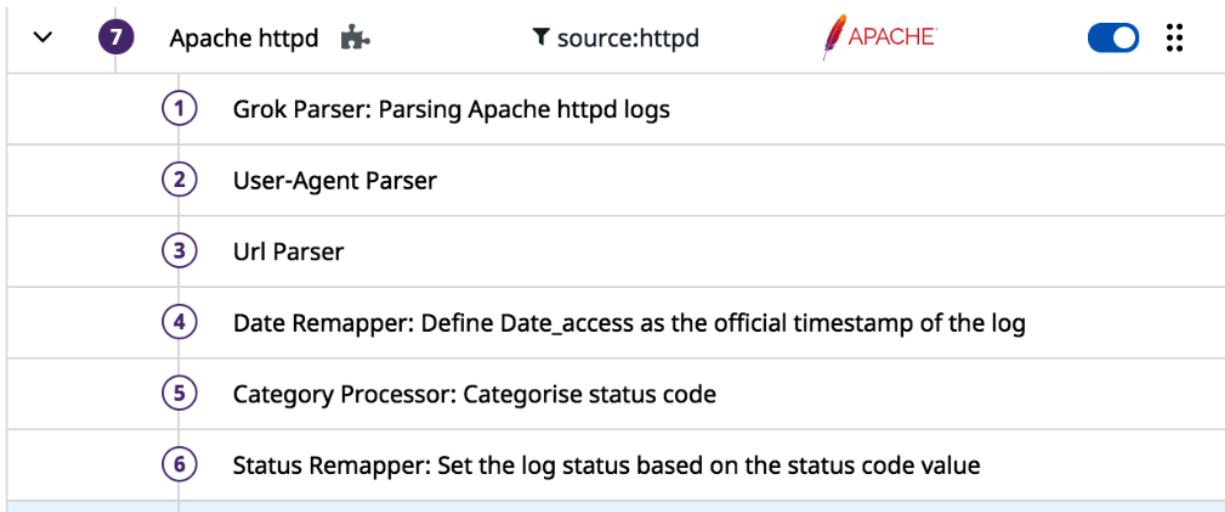 7 Apache httpd source:httpd APACHE
1 Grok Parser: Parsing Apache httpd logs
2 User-Agent Parser
3 Url Parser
4 Date Remapper: Define Date_access as the official timestamp of the log
5 Category Processor: Categorise status code
6 Status Remapper: Set the log status based on the status code value